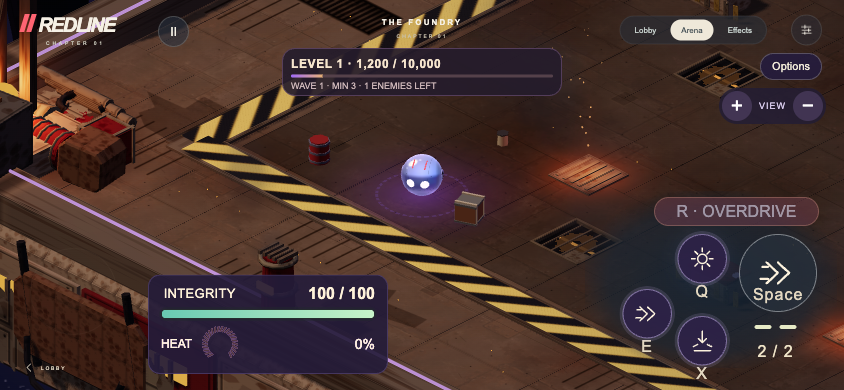 REDLINE
CHAPTER 01
THE FOUNDRY
CHAPTER 01
Lobby Arena Effects
LEVEL 1 · 1,200 / 10,000
WAVE 1 · MIN 3 · 1 ENEMIES LEFT
Options
+ VIEW −
R · OVERDRIVE
Q
Space
E
X
2 / 2
INTEGRITY 100 / 100
HEAT 0%
LOBBY